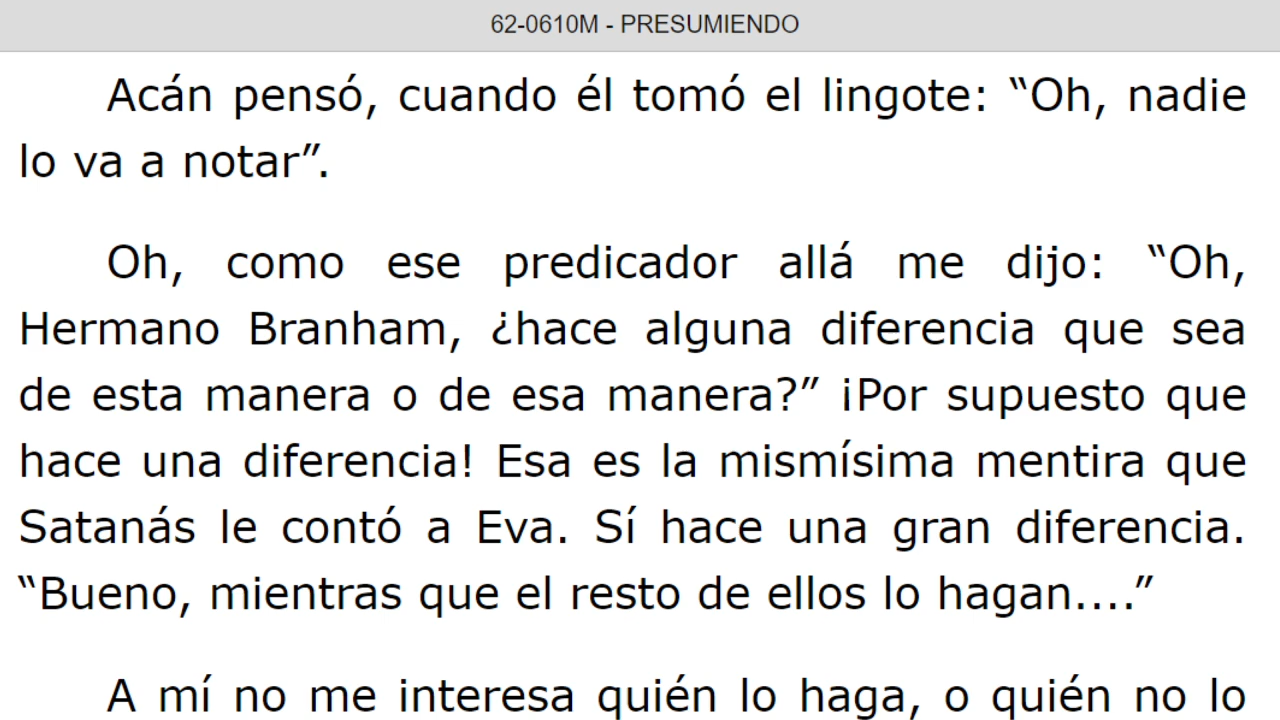 62-0610M - PRESUMIENDO
Acán pensó, cuando él tomó el lingote: “Oh, nadie
lo va a notar”.
Oh, como ese predicador allá me dijo: “Oh,
Hermano Branham, ¿hace alguna diferencia que sea
de esta manera o de esa manera?” ¡Por supuesto que
hace una diferencia! Esa es la mismísima mentira que
Satanás le contó a Eva. Sí hace una gran diferencia.
“Bueno, mientras que el resto de ellos lo hagan....”
A mí no me interesa quién lo haga, o quién no lo